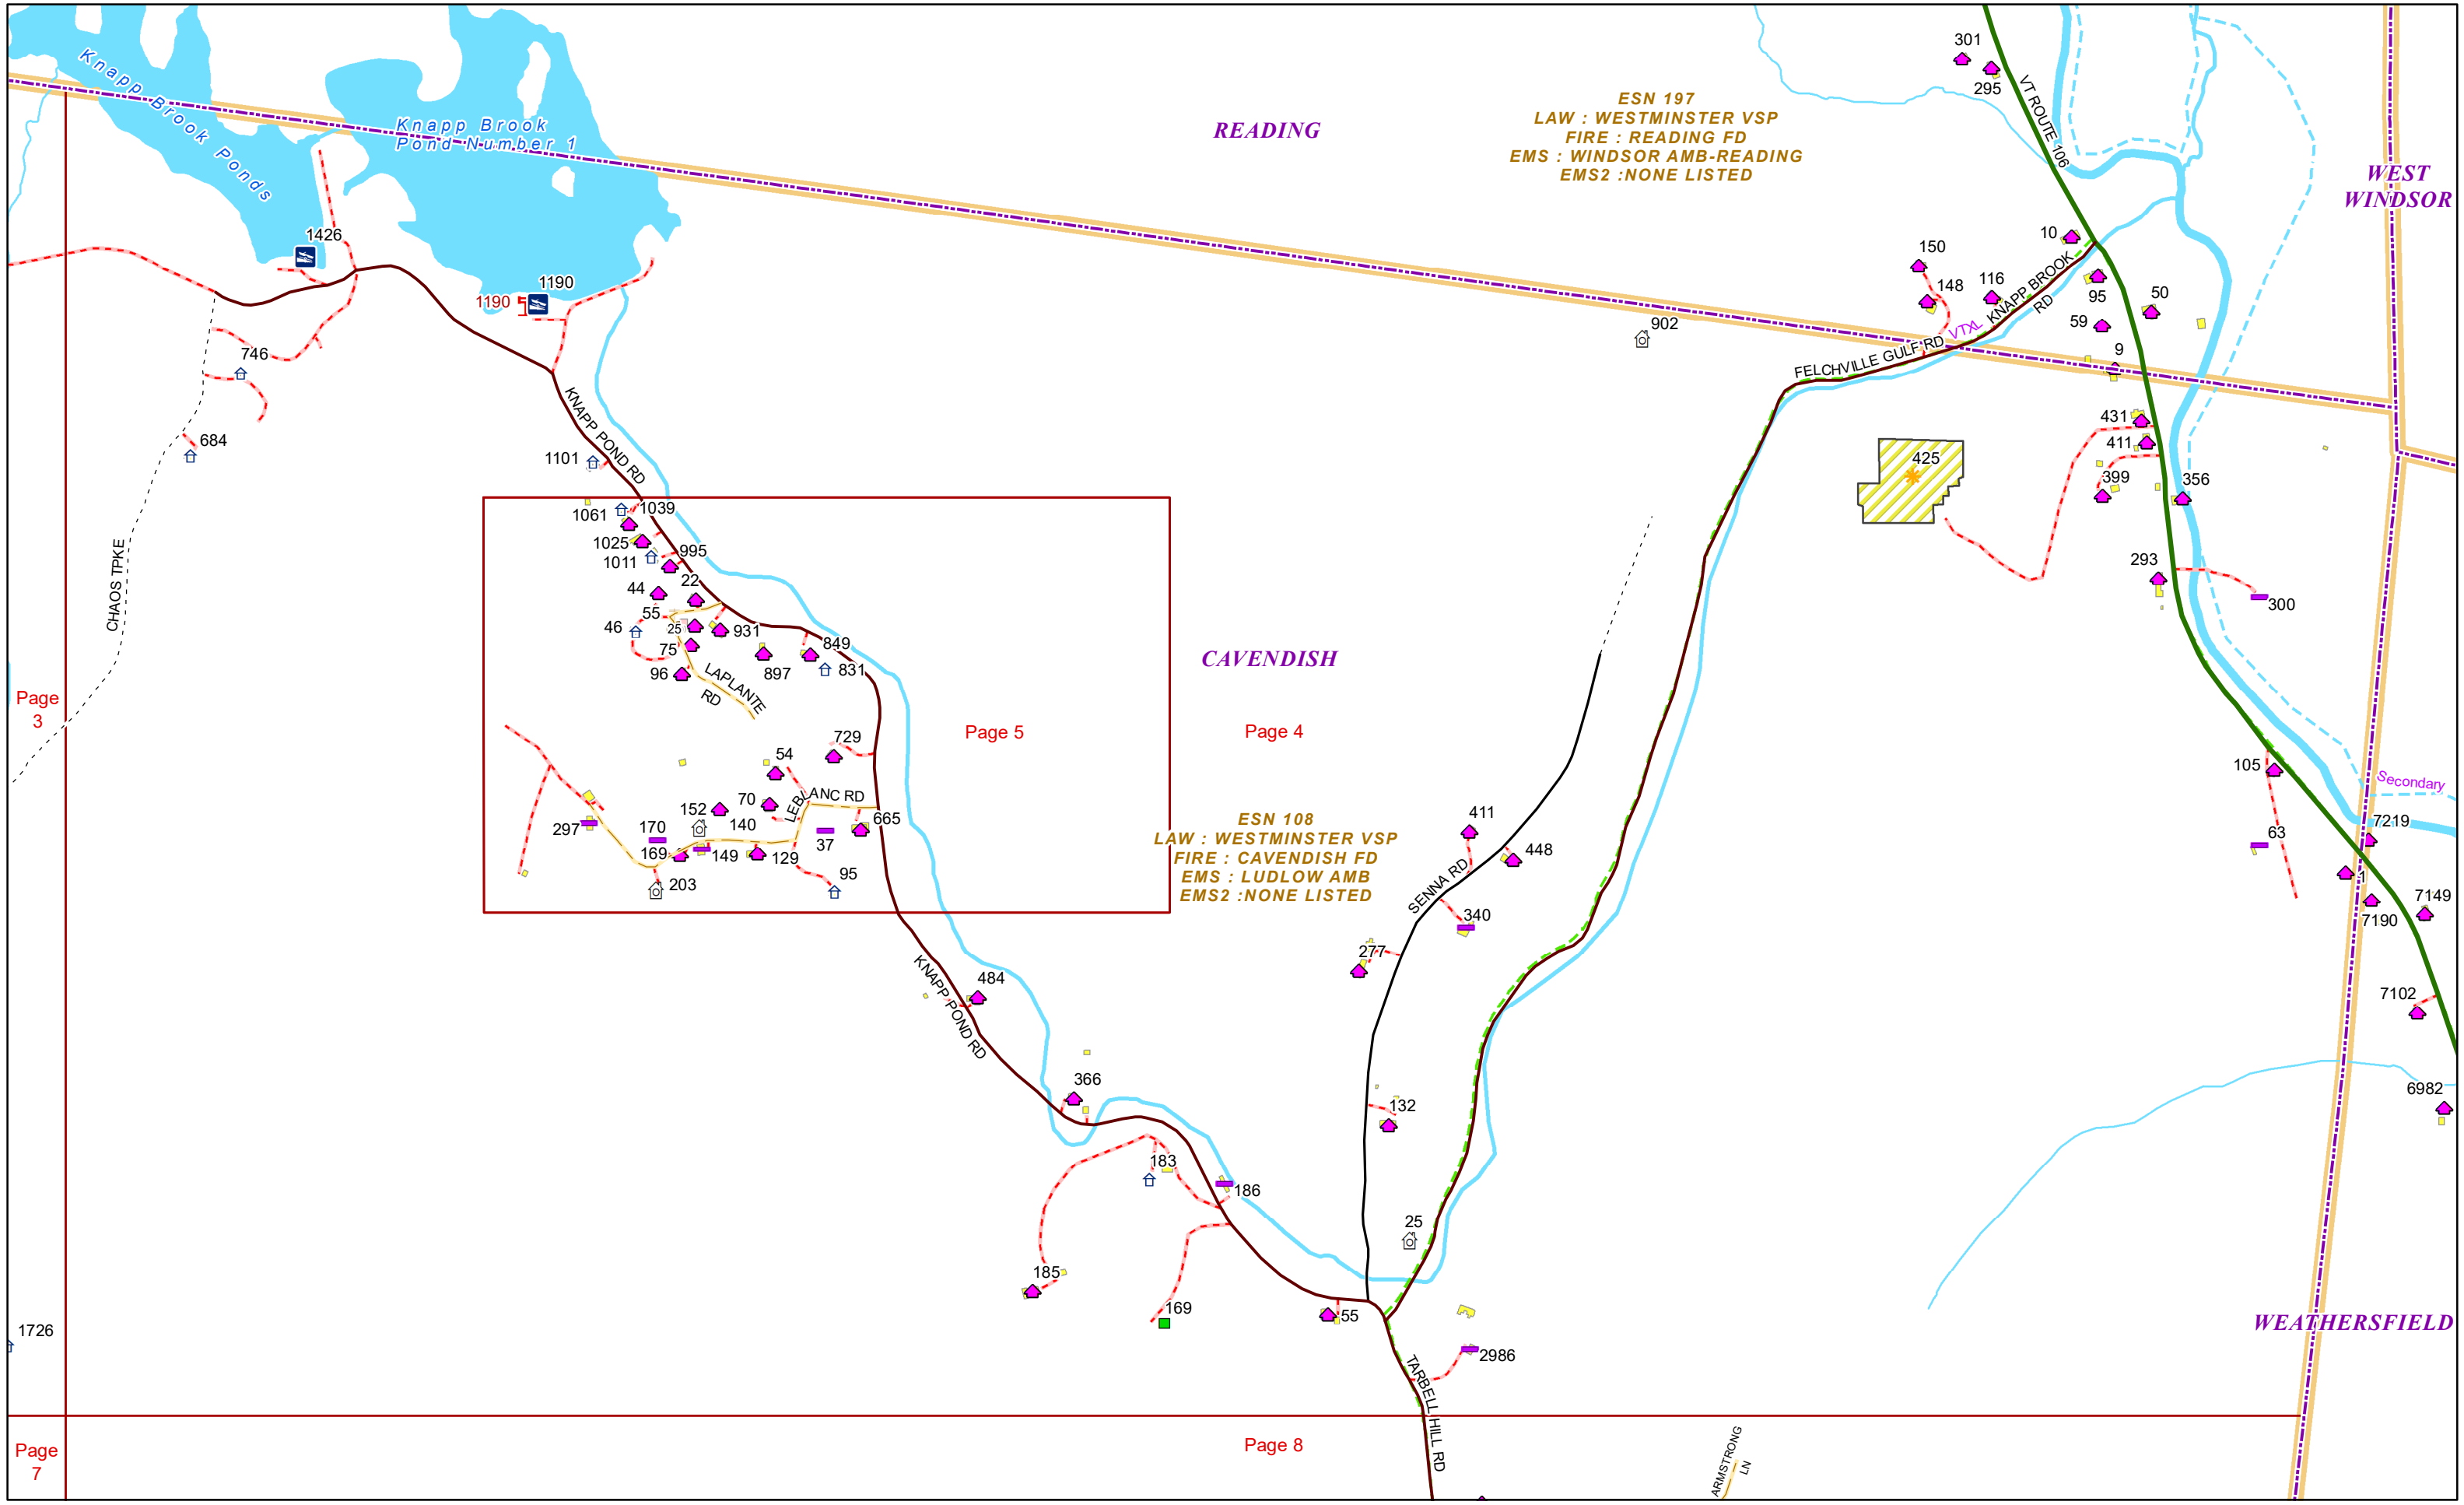 Knapp Brook Ponds
Knapp Brook
Pond Number 1
READING
ESN 197
LAW : WESTMINSTER VSP
FIRE : READING FD
EMS : WINDSOR AMB-READING
EMS2 :NONE LISTED
301
295
VT ROUTE 106
WEST
WINDSOR
1426
1190
1190
10
150
148
116
KNAPP BROOK
RD
VTXL
95
50
59
9
902
FELCHVILLE GULF RD
746
684
KNAPP POND RD
1101
431
411
425
399
356
293
300
CHAOS TPKE
1061
1039
1025
1011
995
44
22
55
46
25
931
75
849
96
897
831
LAPLANTE
RD
CAVENDISH
Page
3
Page 5
Page 4
729
54
70
LEBLANC RD
152
140
170
297
169
149
129
37
665
203
95
ESN 108
LAW : WESTMINSTER VSP
FIRE : CAVENDISH FD
EMS : LUDLOW AMB
EMS2 :NONE LISTED
411
448
SENNA RD
340
277
105
Secondary
63
7219
1
7190
7149
7102
6982
KNAPP POND RD
484
366
132
183
186
25
185
169
55
2986
1726
WEATHERSFIELD
TARBELL HILL RD
Page
7
Page 8
ARMSTRONG
LN